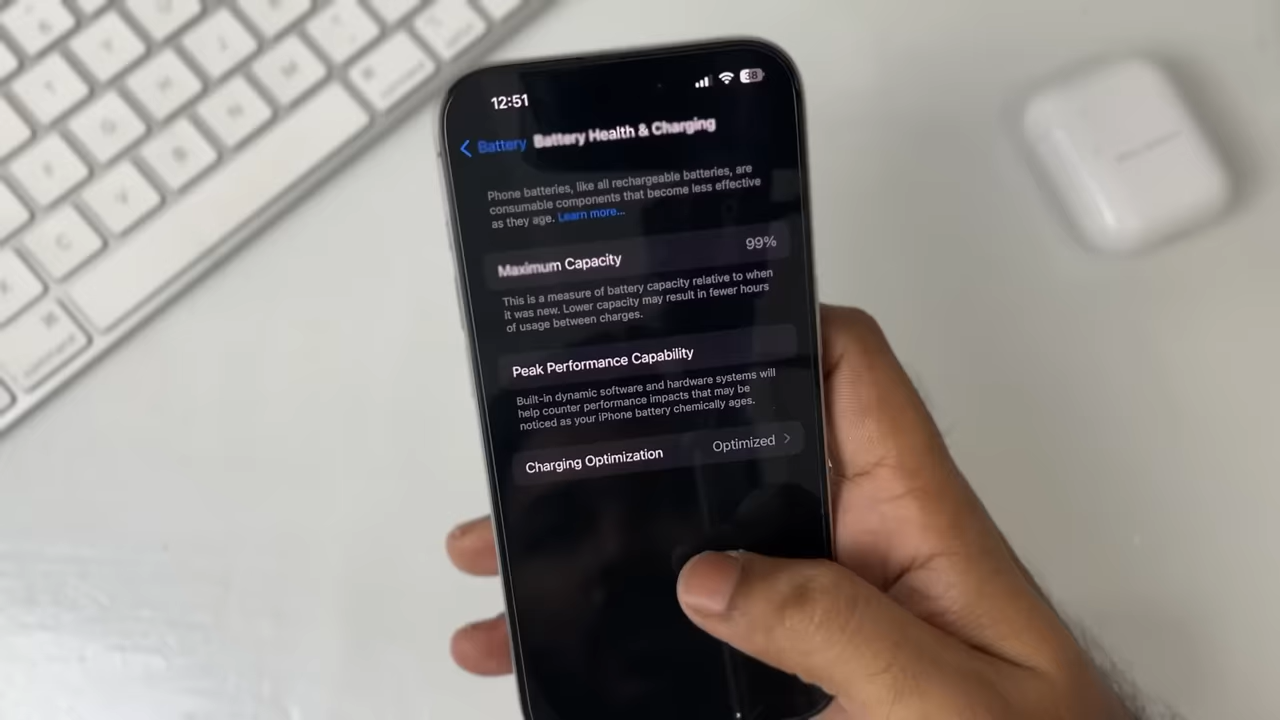 12:51
38
Battery
Battery Health & Charging
Phone batteries, like all rechargeable batteries, are
consumable components that become less effective
as they age. Learn more...
Maximum Capacity
99%
This is a measure of battery capacity relative to when
it was new. Lower capacity may result in fewer hours
of usage between charges.
Peak Performance Capability
Built-in dynamic software and hardware systems will
help counter performance impacts that may be
noticed as your iPhone battery chemically ages.
Charging Optimization
Optimized
command
M
N
B
V
C